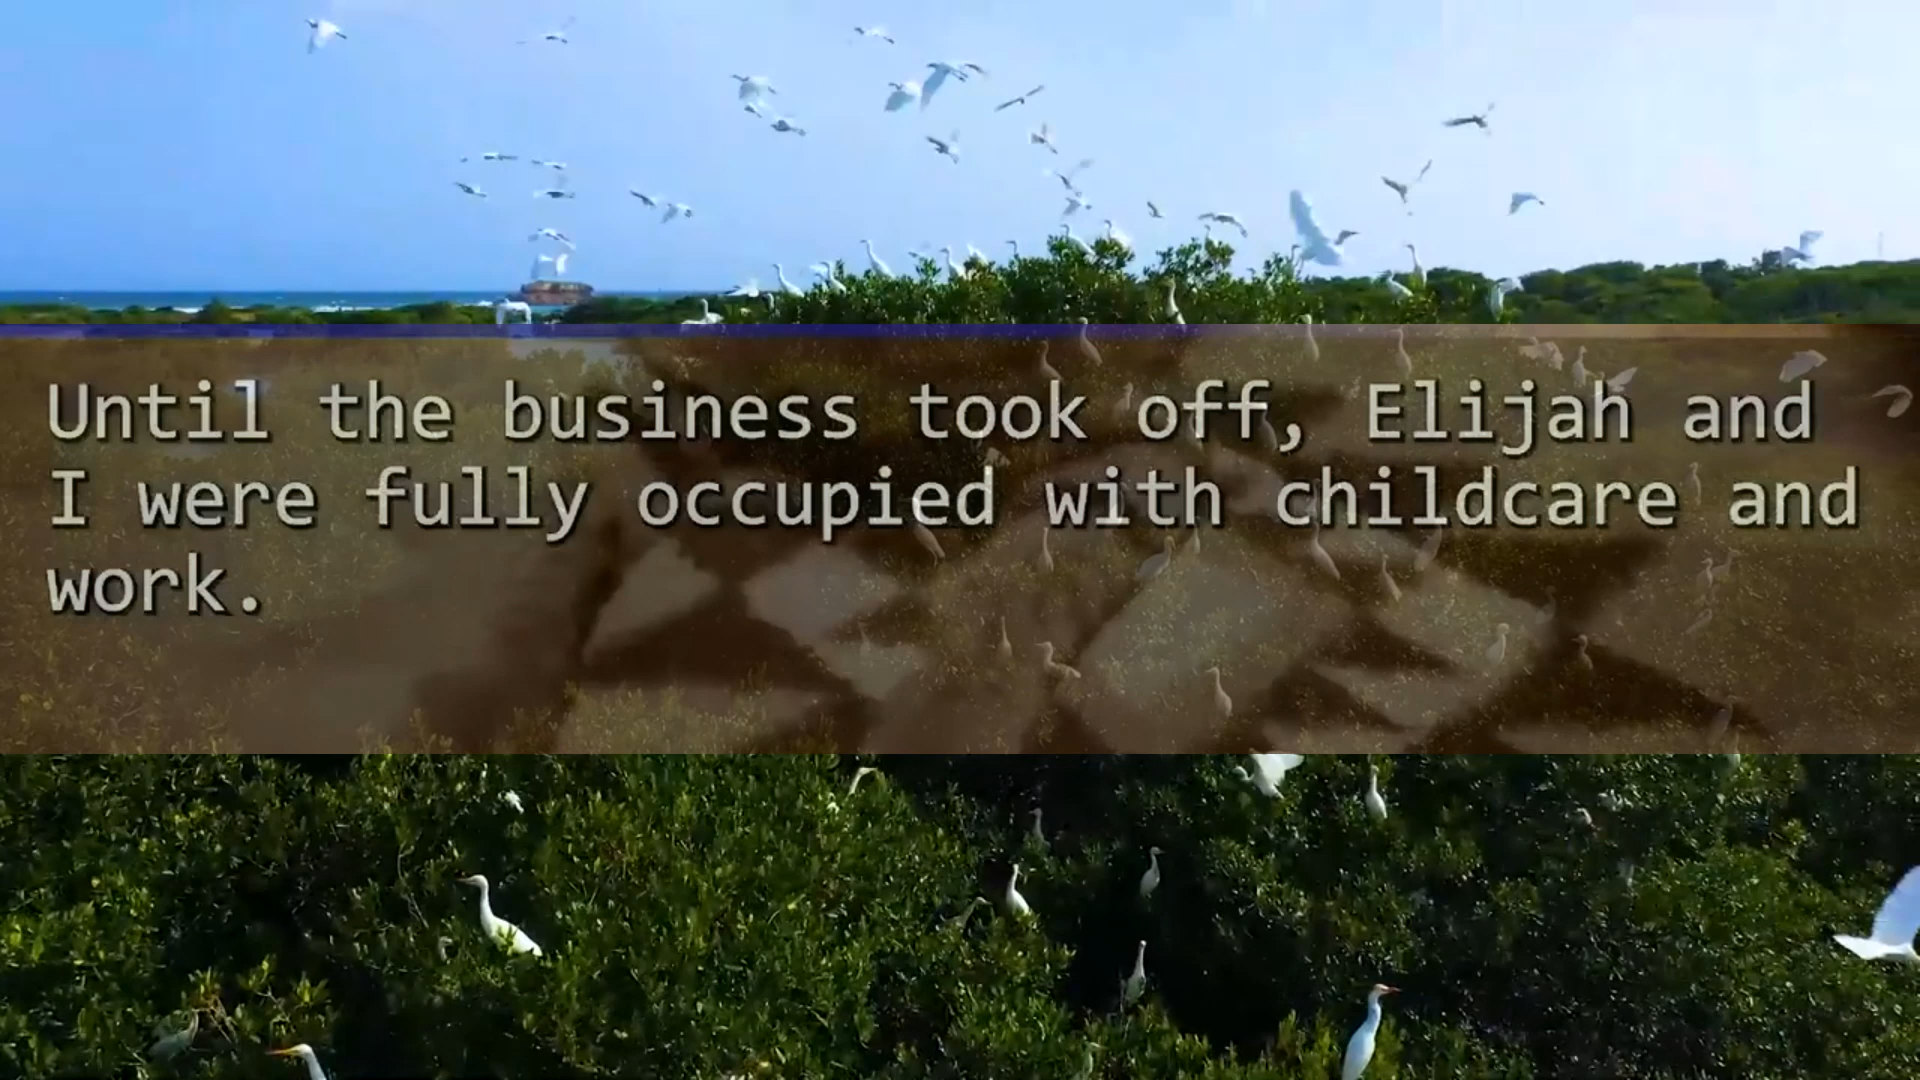 Until the business took off, Elijah and
I were fully occupied with childcare and
work.